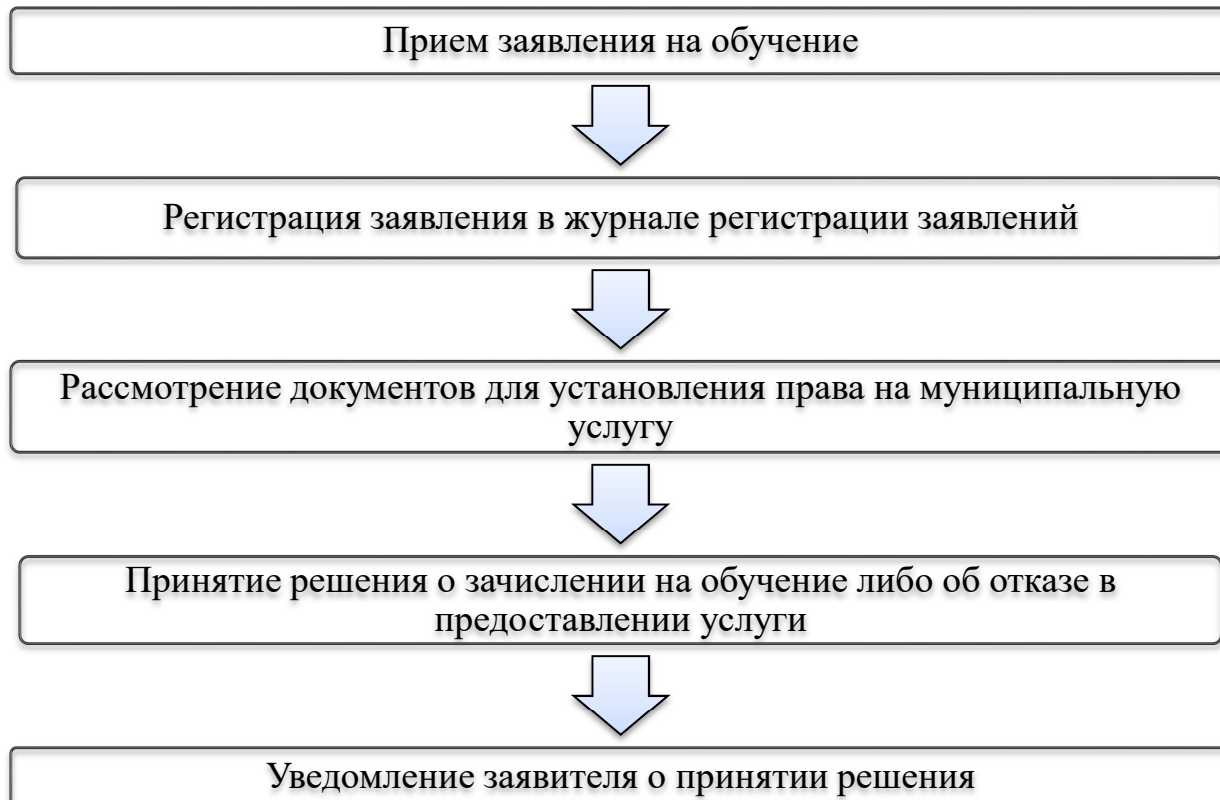 Прием заявления на обучение
Регистрация заявления в журнале регистрации заявлений
Рассмотрение документов для установления права на муниципальную
услугу
Принятие решения о зачислении на обучение либо об отказе в
предоставлении услуги
Уведомление заявителя о принятии решения